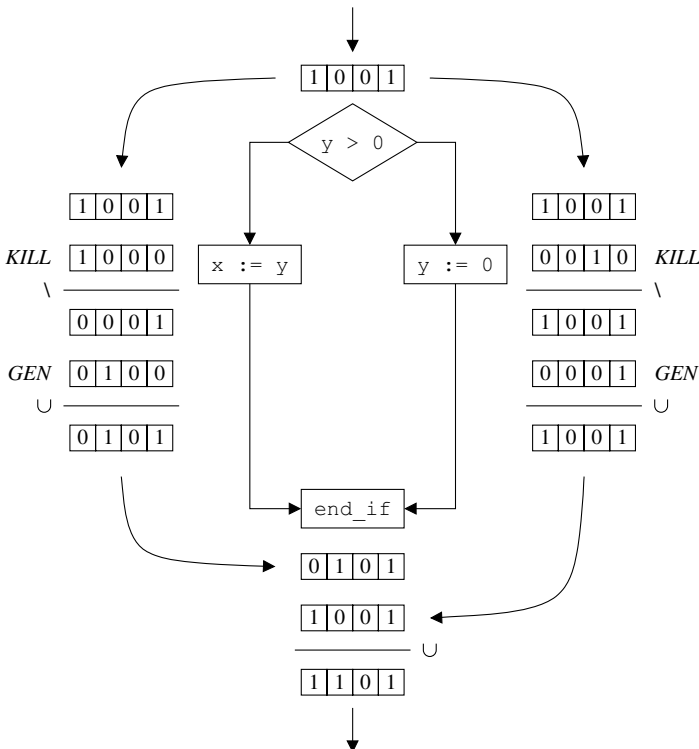 1 0 0 1
y > 0
1 0 0 1
1 0 0 1
KILL 1 0 0 0
x := y
y := 0
0 0 1 0 KILL
\
\
0 0 0 1
1 0 0 1
GEN 0 1 0 0
0 0 0 1 GEN
∪
∪
0 1 0 1
1 0 0 1
end_if
0 1 0 1
1 0 0 1
∪
1 1 0 1